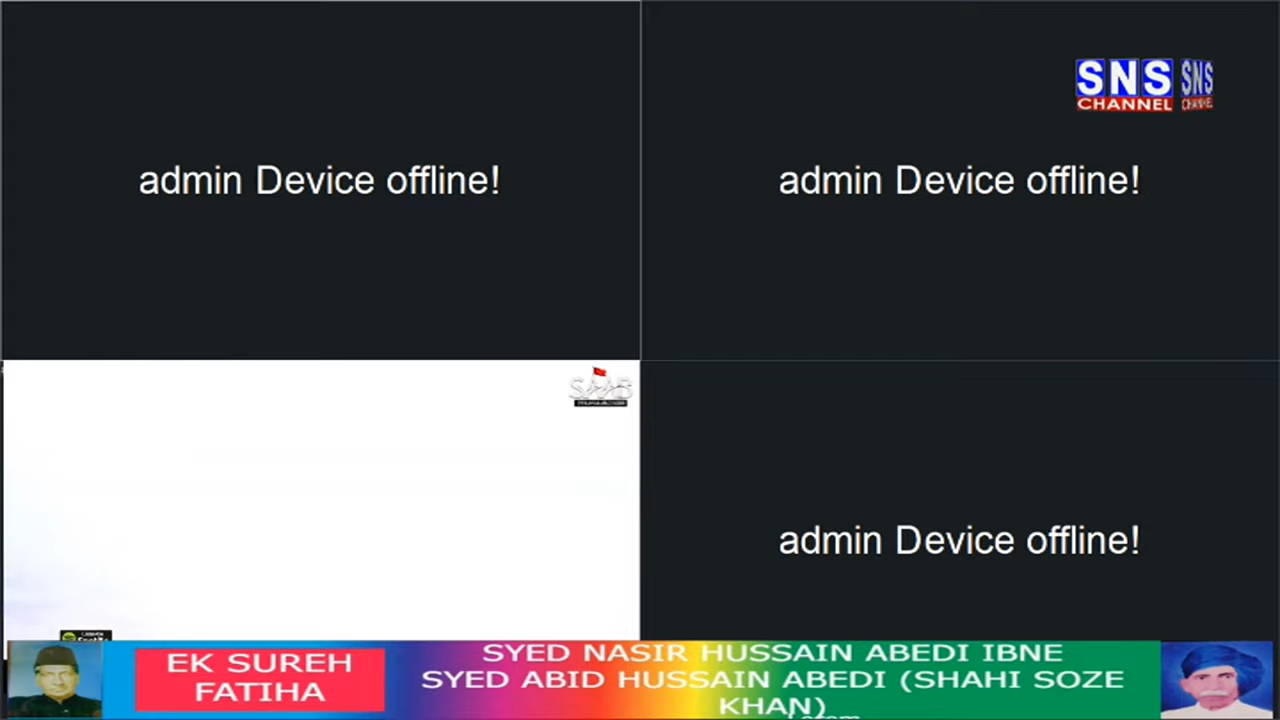 admin Device offline!
admin Device offline!
SNS SNS
CHANNEL CHANNEL
SAAB
admin Device offline!
EK SUREH
FATIHA
SYED NASIR HUSSAIN ABEDI IBNE
SYED ABID HUSSAIN ABEDI (SHAHI SOZE
KHAN)